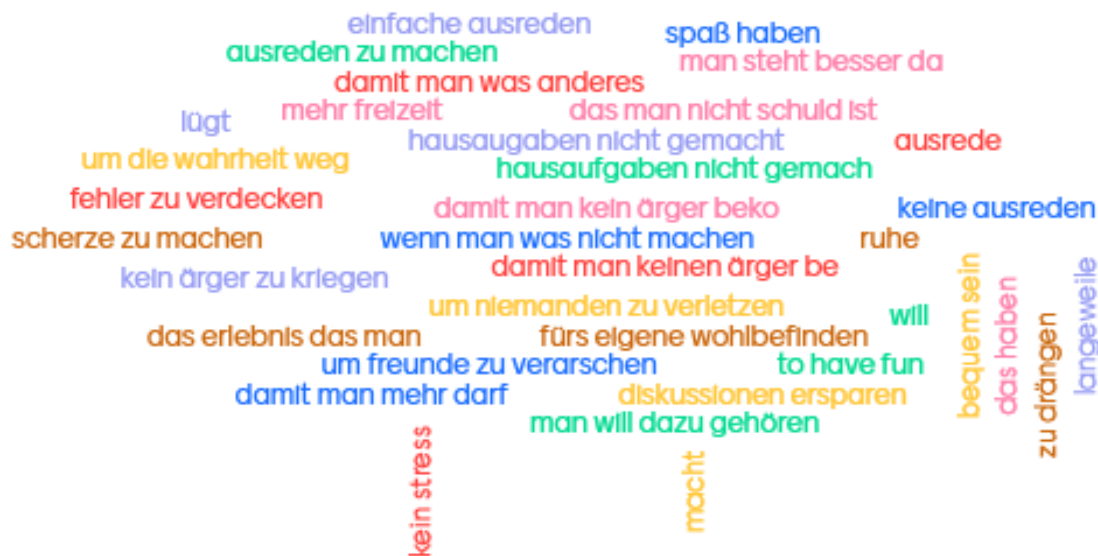 einfache ausreden
spaß haben
ausreden zu machen
man steht besser da
damit man was anderes
mehr freizeit
das man nicht schuld ist
lügt
hausaugaben nicht gemacht
ausrede
um die wahrheit weg
hausaufgaben nicht gemach
fehler zu verdecken
damit man kein ärger beko
keine ausreden
scherze zu machen
wenn man was nicht machen
ruhe
kein ärger zu kriegen
damit man keinen ärger be
um niemanden zu verletzen
will
das erlebnis das man
fürs eigene wohlbefinden
um freunde zu verarschen
to have fun
damit man mehr darf
diskussionen ersparen
man will dazu gehören
bequem sein
das haben
zu drängen
langeweile
kein stress
macht